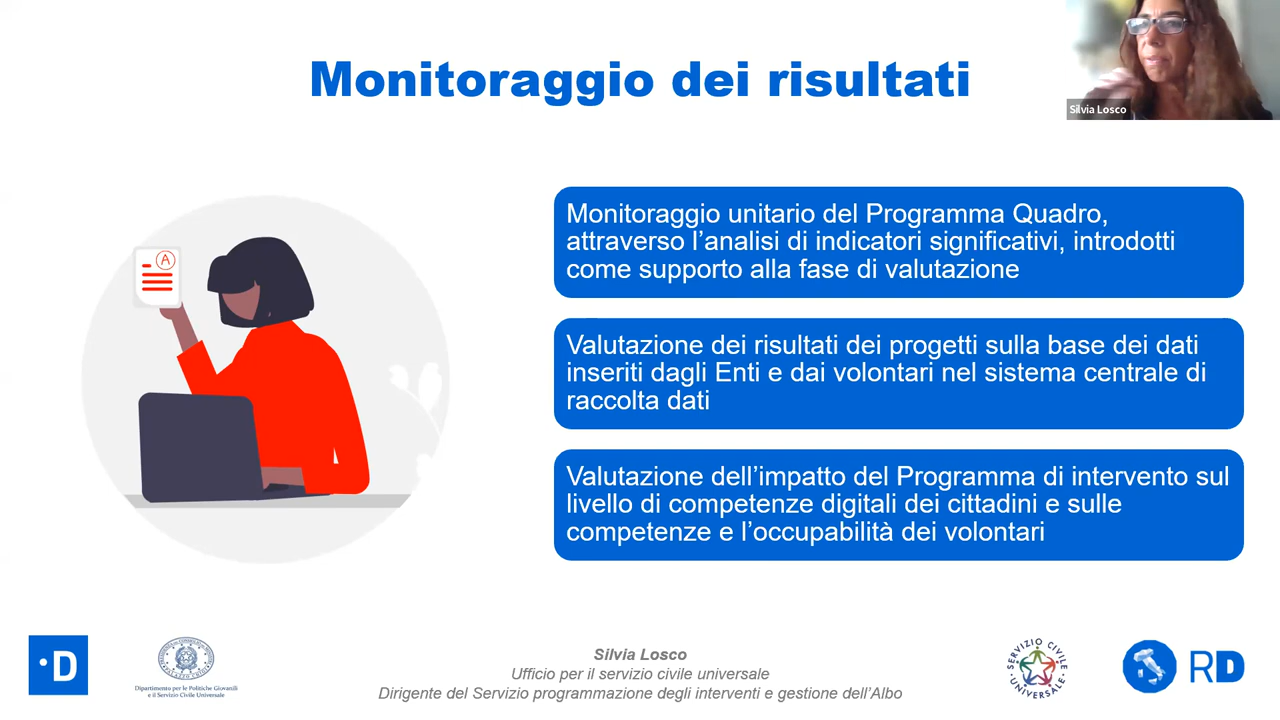 Monitoraggio dei risultati
Silvia Losco
A
Monitoraggio unitario del Programma Quadro,
attraverso l'analisi di indicatori significativi, introdotti
come supporto alla fase di valutazione
Valutazione dei risultati dei progetti sulla base dei dati
inseriti dagli Enti e dai volontari nel sistema centrale di
raccolta dati
Valutazione dell'impatto del Programma di intervento sul
livello di competenze digitali dei cittadini e sulle
competenze e l'occupabilità dei volontari
D
Dipartimento per le Politiche Giovanili
e il Servizio Civile Universale
Silvia Losco
Ufficio per il servizio civile universale
Dirigente del Servizio programmazione degli interventi e gestione dell'Albo
SERVIZIO CIVILE
UNIVERSALE
RD